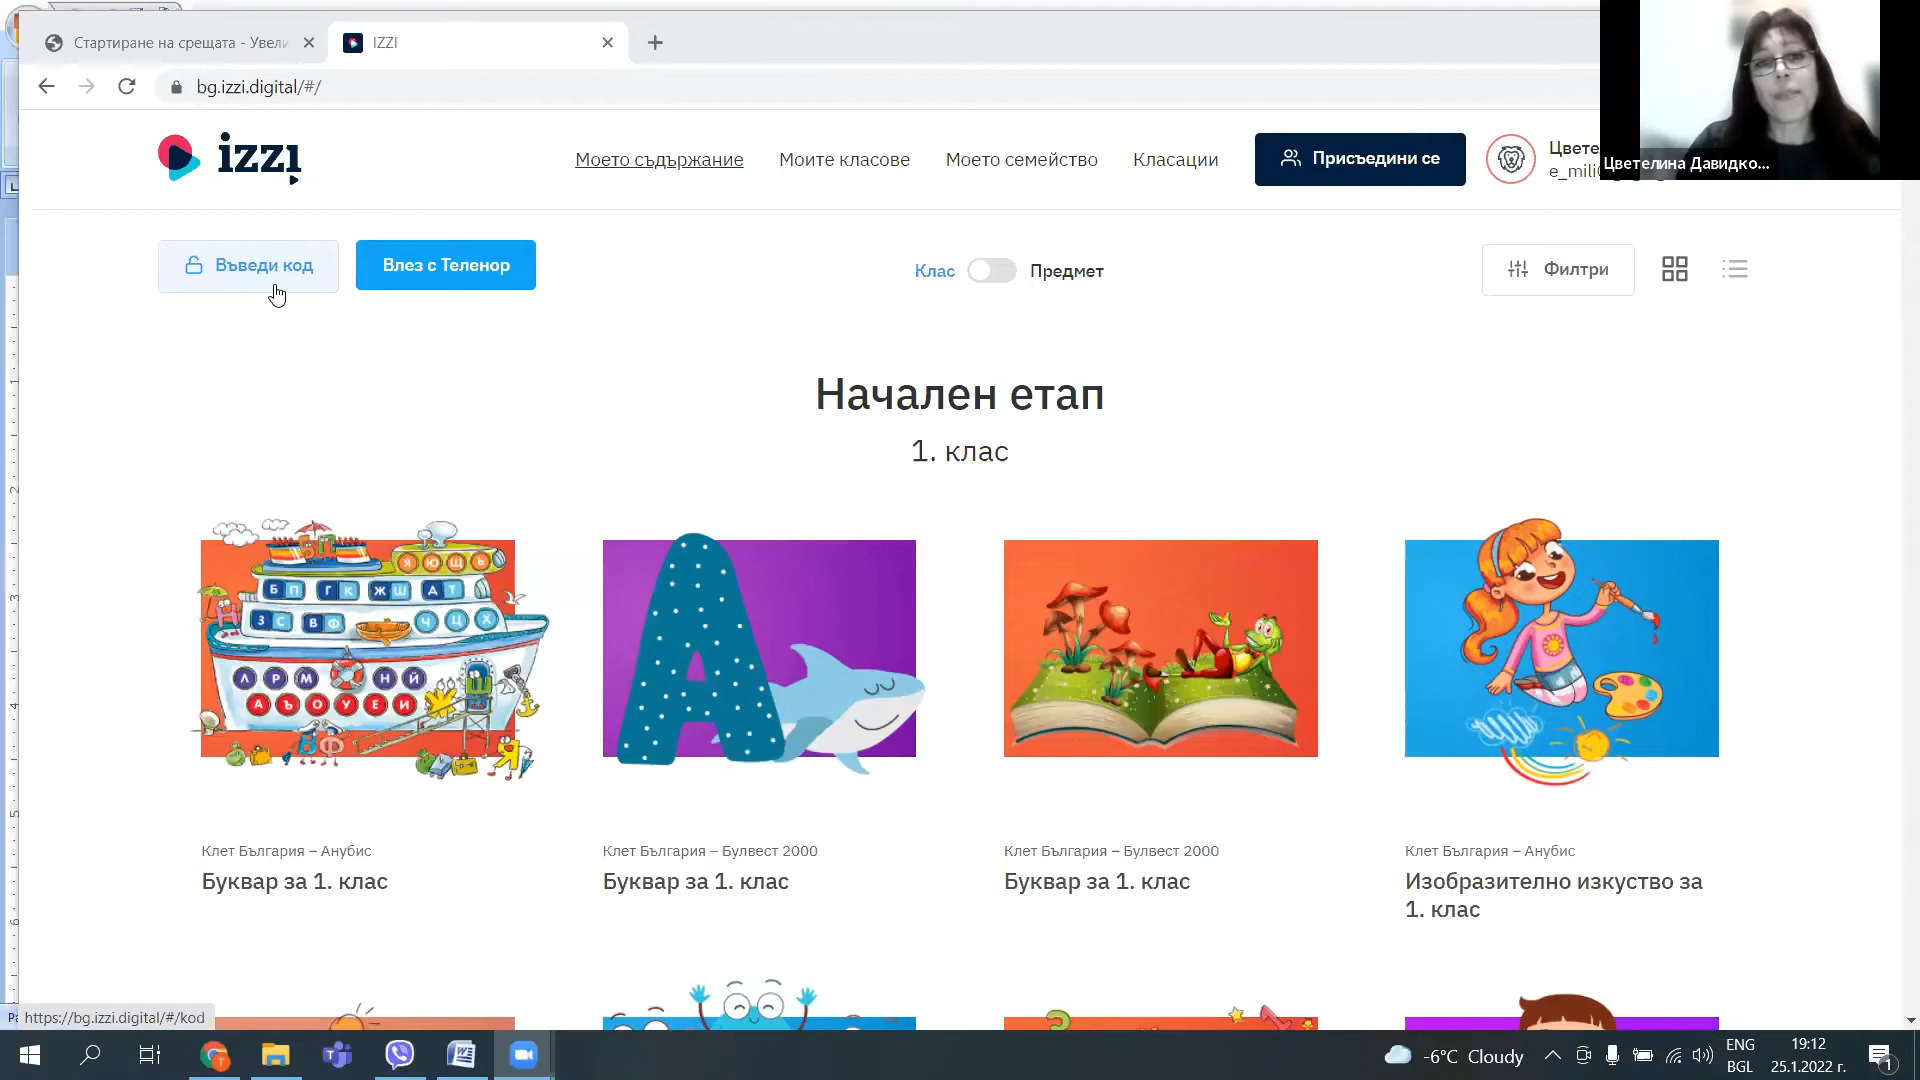 Стартиране на срещата - Увели
IZZI
bg.izzi.digital/#/
izzi
Моето съдържание
Моите класове
Моето семейство
Класации
Присъедини се
Цвете
e_mili
Цветелина Давидко...
Въведи код
Влез с Теленор
Клас
Предмет
Филтри
Начален етап
1. клас
Я Ю Щ Ь
Б П Г К Ж Ш Д Т
З С В Ф Ч Ц Х
Л Р М Н Й
А Ъ О У Е И
А
Клет България – Анубис
Буквар за 1. клас
Клет България – Булвест 2000
Буквар за 1. клас
Клет България – Булвест 2000
Буквар за 1. клас
Клет България – Анубис
Изобразително изкуство за
1. клас
https://bg.izzi.digital/#/kod
-6°C Cloudy
ENG
BGL
19:12
25.1.2022 г.
1